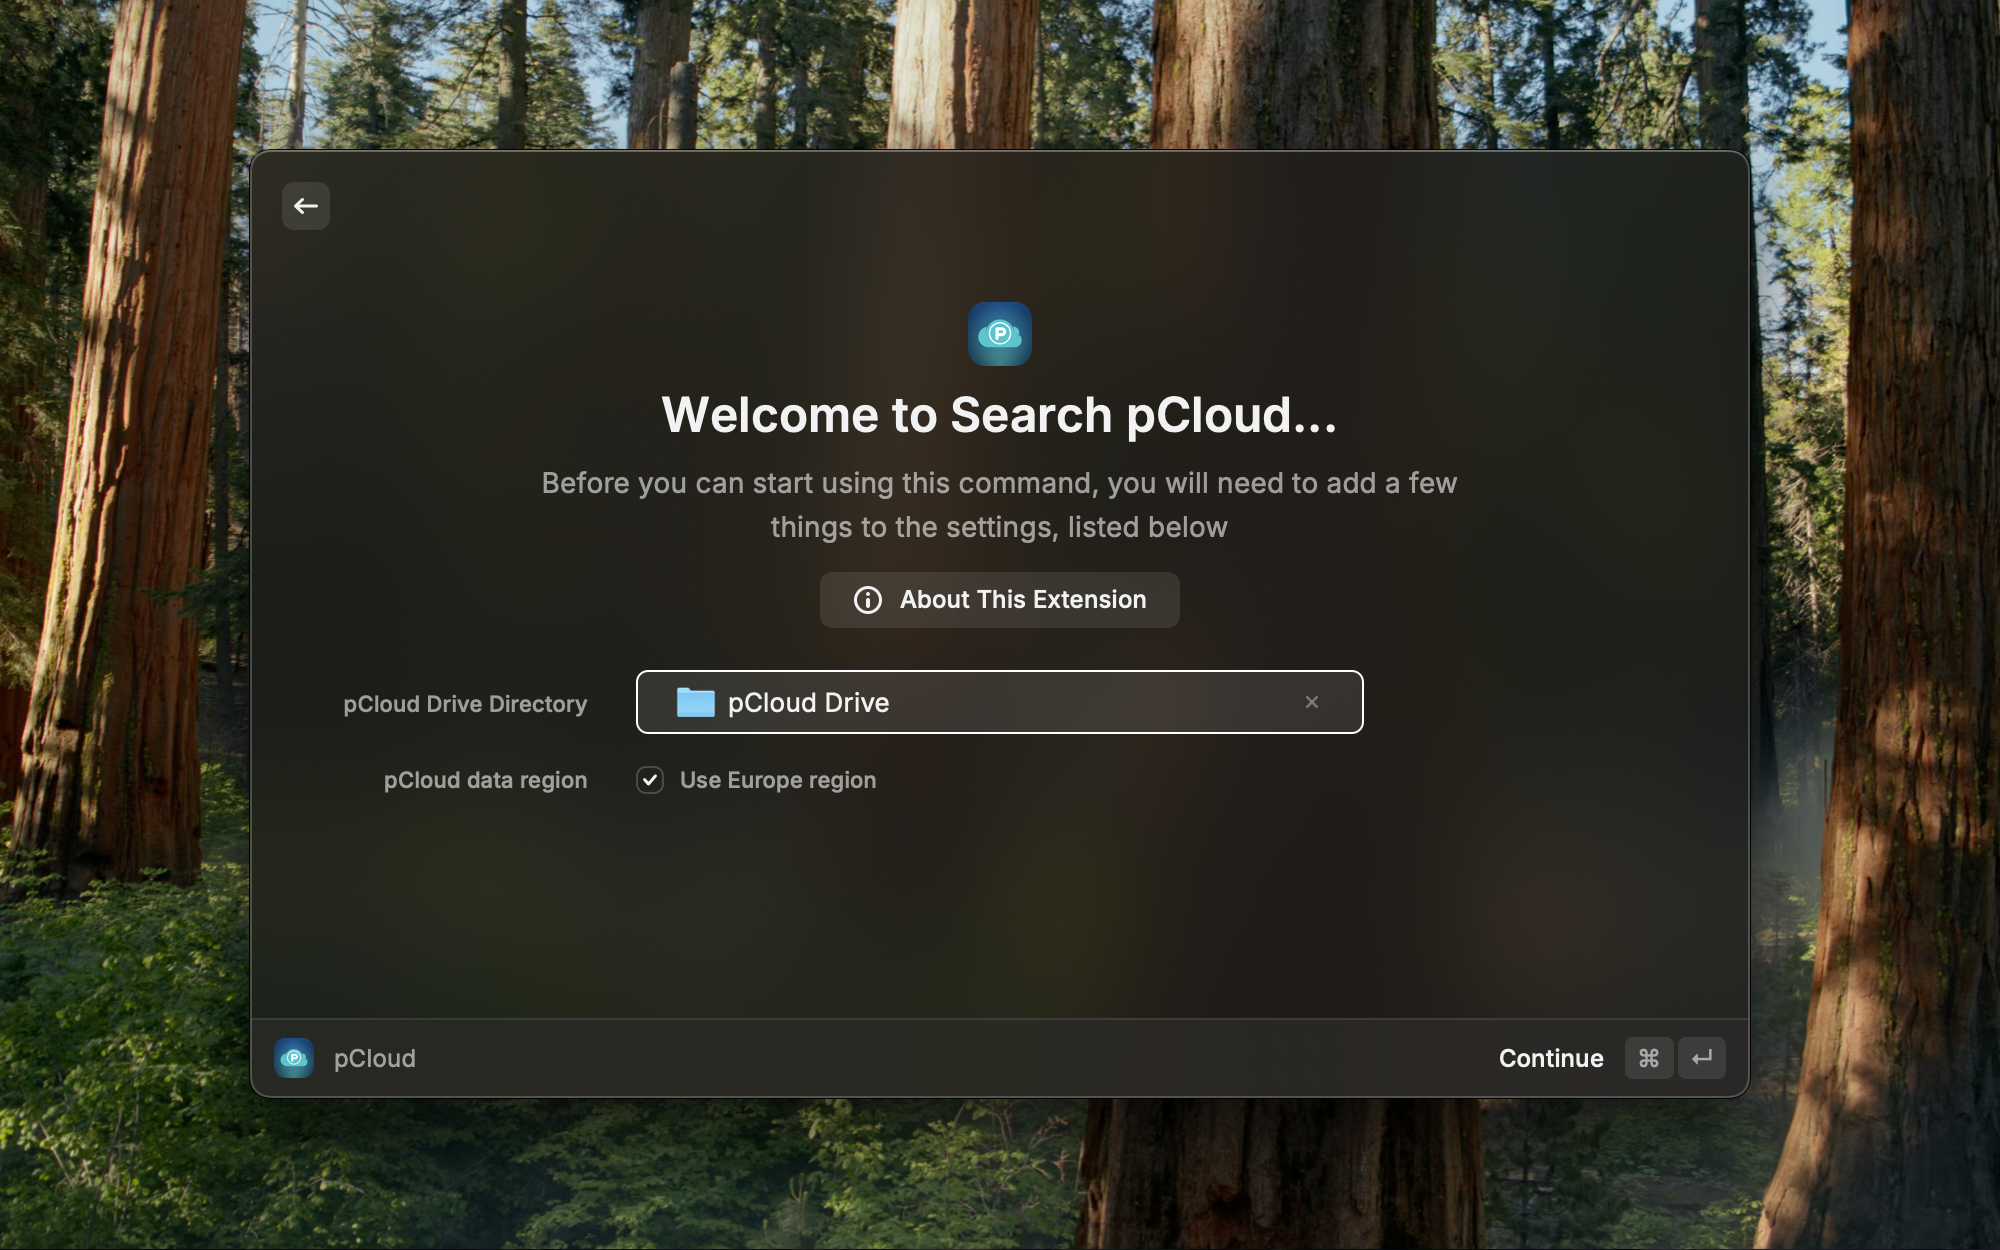 Welcome to Search pCloud...
Before you can start using this command, you will need to add a few
things to the settings, listed below
About This Extension
pCloud Drive Directory
pCloud Drive
pCloud data region
Use Europe region
pCloud
Continue ⌘ ↵